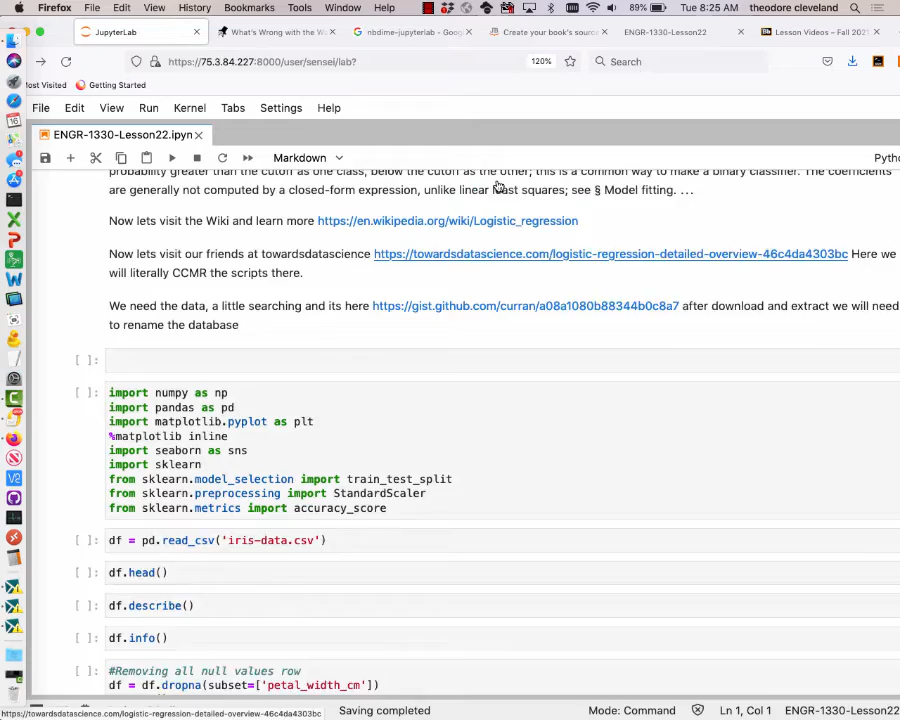 Firefox File Edit View History Bookmarks Tools Window Help 89% Tue 8:25 AM theodore cleveland
JupyterLab What's Wrong with the Wa nbdime-jupyterlab - Goog Create your book's source ENGR-1330-Lesson22 Lesson Videos – Fall 202
https://75.3.84.227:8000/user/sensei/lab? 120% Search
ost Visited Getting Started
File Edit View Run Kernel Tabs Settings Help
ENGR-1330-Lesson22.ipyn
Markdown Pytho
probability greater than the cutoff as one class, below the cutoff as the other; this is a common way to make a binary classifier. The coefficients
are generally not computed by a closed-form expression, unlike linear least squares; see § Model fitting. ...
Now lets visit the Wiki and learn more https://en.wikipedia.org/wiki/Logistic_regression
Now lets visit our friends at towardsdatascience https://towardsdatascience.com/logistic-regression-detailed-overview-46c4da4303bc Here we
will literally CCMR the scripts there.
We need the data, a little searching and its here https://gist.github.com/curran/a08a1080b88344b0c8a7 after download and extract we will need
to rename the database
[ ]:
[ ]: import numpy as np
import pandas as pd
import matplotlib.pyplot as plt
%matplotlib inline
import seaborn as sns
import sklearn
from sklearn.model_selection import train_test_split
from sklearn.preprocessing import StandardScaler
from sklearn.metrics import accuracy_score
[ ]: df = pd.read_csv('iris-data.csv')
[ ]: df.head()
[ ]: df.describe()
[ ]: df.info()
[ ]: #Removing all null values row
df = df.dropna(subset=['petal_width_cm'])
https://towardsdatascience.com/logistic-regression-detailed-overview-46c4da4303bc Saving completed Mode: Command Ln 1, Col 1 ENGR-1330-Lesson22